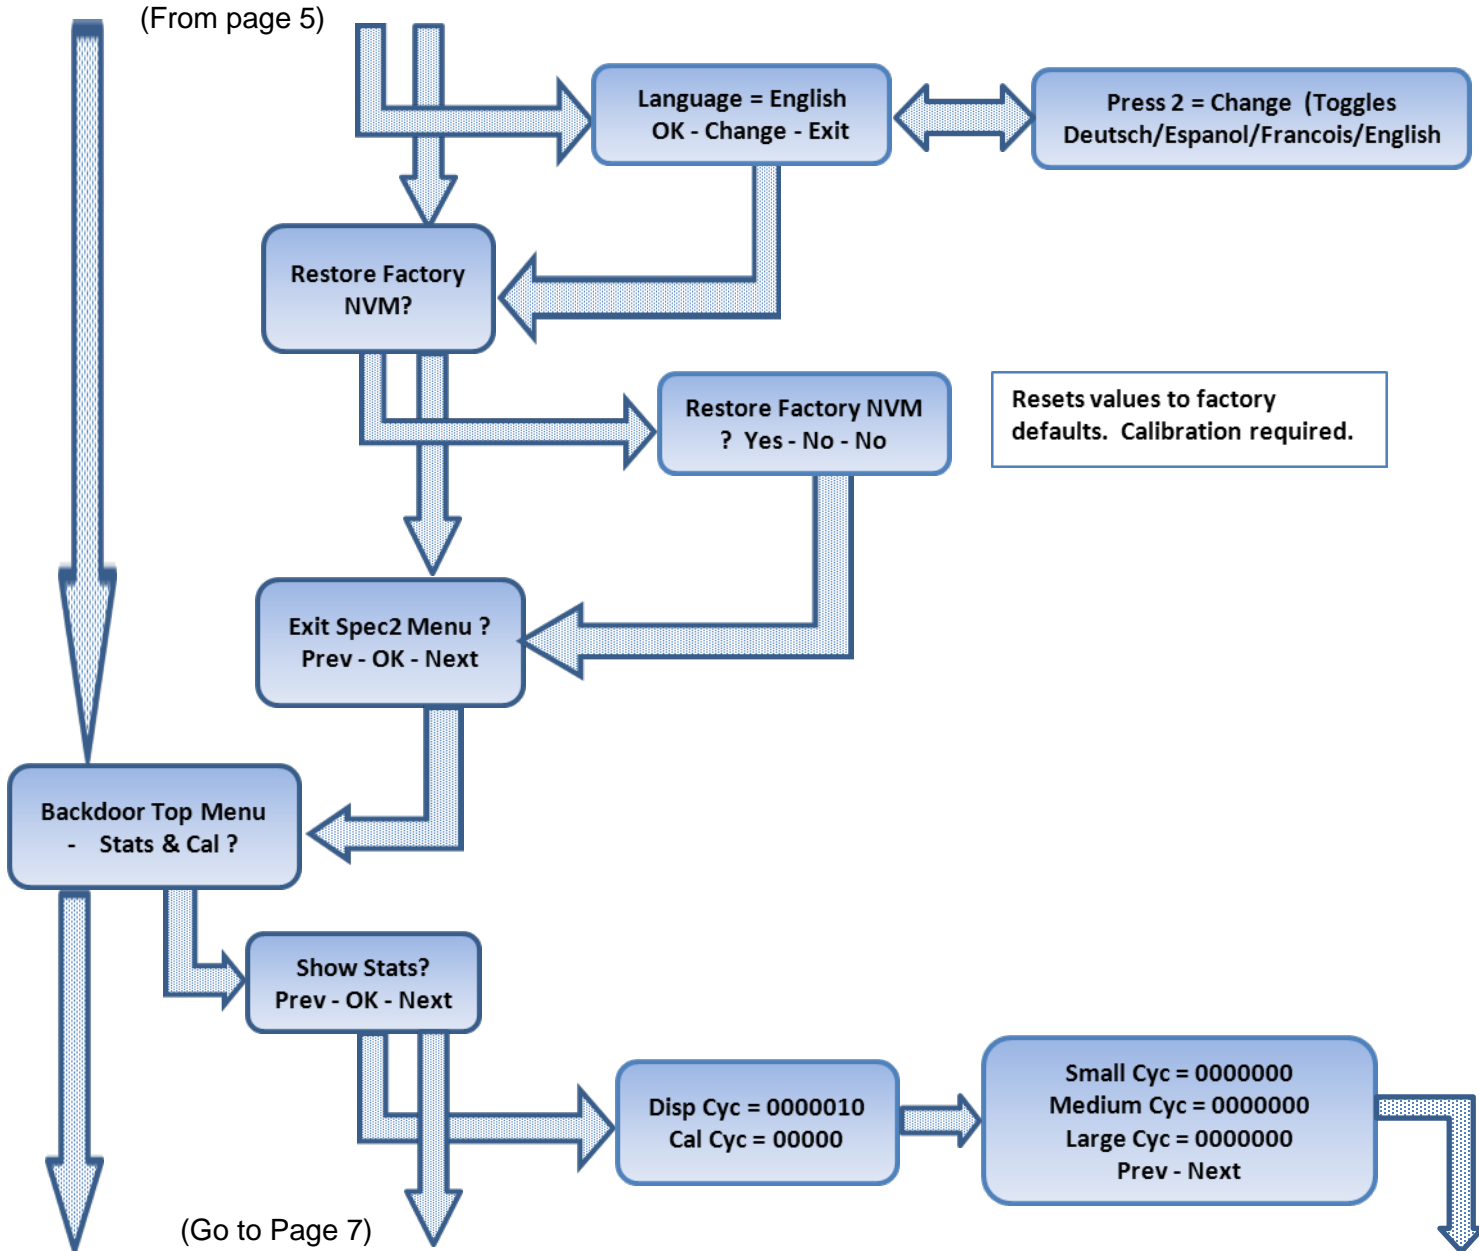 (From page 5)
Language = English
OK - Change - Exit
Press 2 = Change (Toggles
Deutsch/Espanol/Francois/English
Restore Factory
NVM?
Restore Factory NVM
? Yes - No - No
Resets values to factory
defaults. Calibration required.
Exit Spec2 Menu ?
Prev - OK - Next
Backdoor Top Menu
- Stats & Cal ?
Show Stats?
Prev - OK - Next
Disp Cyc = 0000010
Cal Cyc = 00000
Small Cyc = 0000000
Medium Cyc = 0000000
Large Cyc = 0000000
Prev - Next
(Go to Page 7)